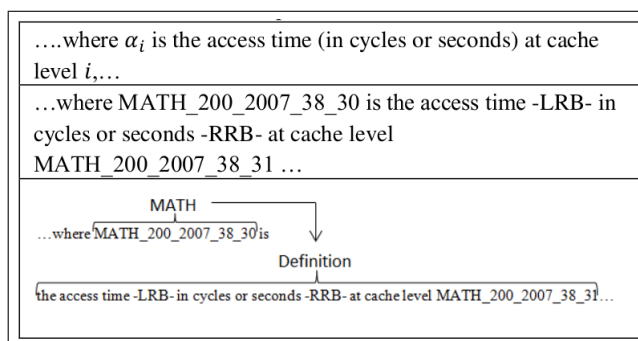 ….where 𝛼𝑖 is the access time (in cycles or seconds) at cache
level 𝑖,…
…where MATH_200_2007_38_30 is the access time -LRB- in
cycles or seconds -RRB- at cache level
MATH_200_2007_38_31 …
MATH
…where MATH_200_2007_38_30 is
Definition
the access time -LRB- in cycles or seconds -RRB- at cache level MATH_200_2007_38_31…